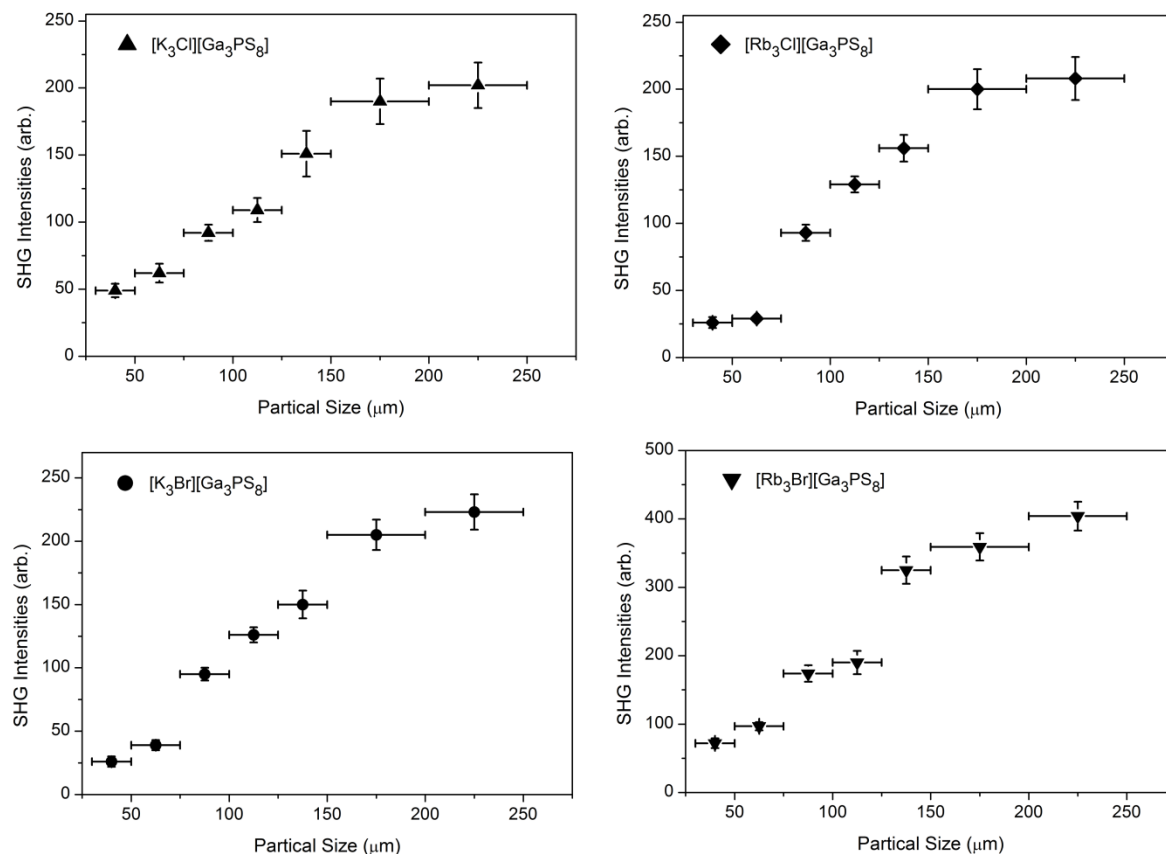 [K₃Cl][Ga₃PS₈]
SHG Intensities (arb.)
250
200
150
100
50
0
50 100 150 200 250
Partical Size (μm)
[Rb₃Cl][Ga₃PS₈]
SHG Intensities (arb.)
250
200
150
100
50
0
50 100 150 200 250
Partical Size (μm)
[K₃Br][Ga₃PS₈]
SHG Intensities (arb.)
250
200
150
100
50
0
50 100 150 200 250
Partical Size (μm)
[Rb₃Br][Ga₃PS₈]
SHG Intensities (arb.)
500
400
300
200
100
0
50 100 150 200 250
Partical Size (μm)